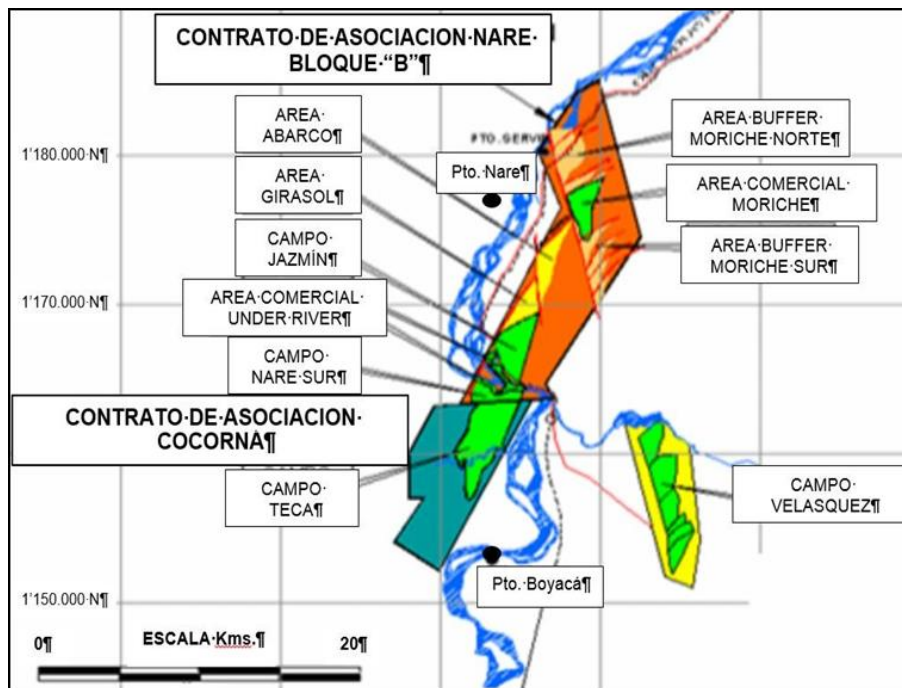 CONTRATO·DE·ASOCIACION·NARE·
BLOQUE·“B”¶
AREA·
ABARCO¶
AREA·
GIRASOL¶
CAMPO·
JAZMÍN¶
AREA·COMERCIAL·
UNDER·RIVER¶
CAMPO·
NARE·SUR¶
CONTRATO·DE·ASOCIACION·
COCORNÁ¶
CAMPO·
TECA¶
PTO.SERVIE
Pto.·Nare¶
AREA·BUFFER·
MORICHE·NORTE¶
AREA·COMERCIAL·
MORICHE¶
AREA·BUFFER·
MORICHE·SUR¶
CAMPO·
VELASQUEZ¶
Pto.·Boyacá¶
1'180.000·N¶
1'170.000·N¶
1'150.000·N¶
0¶
ESCALA·Kms.¶
20¶